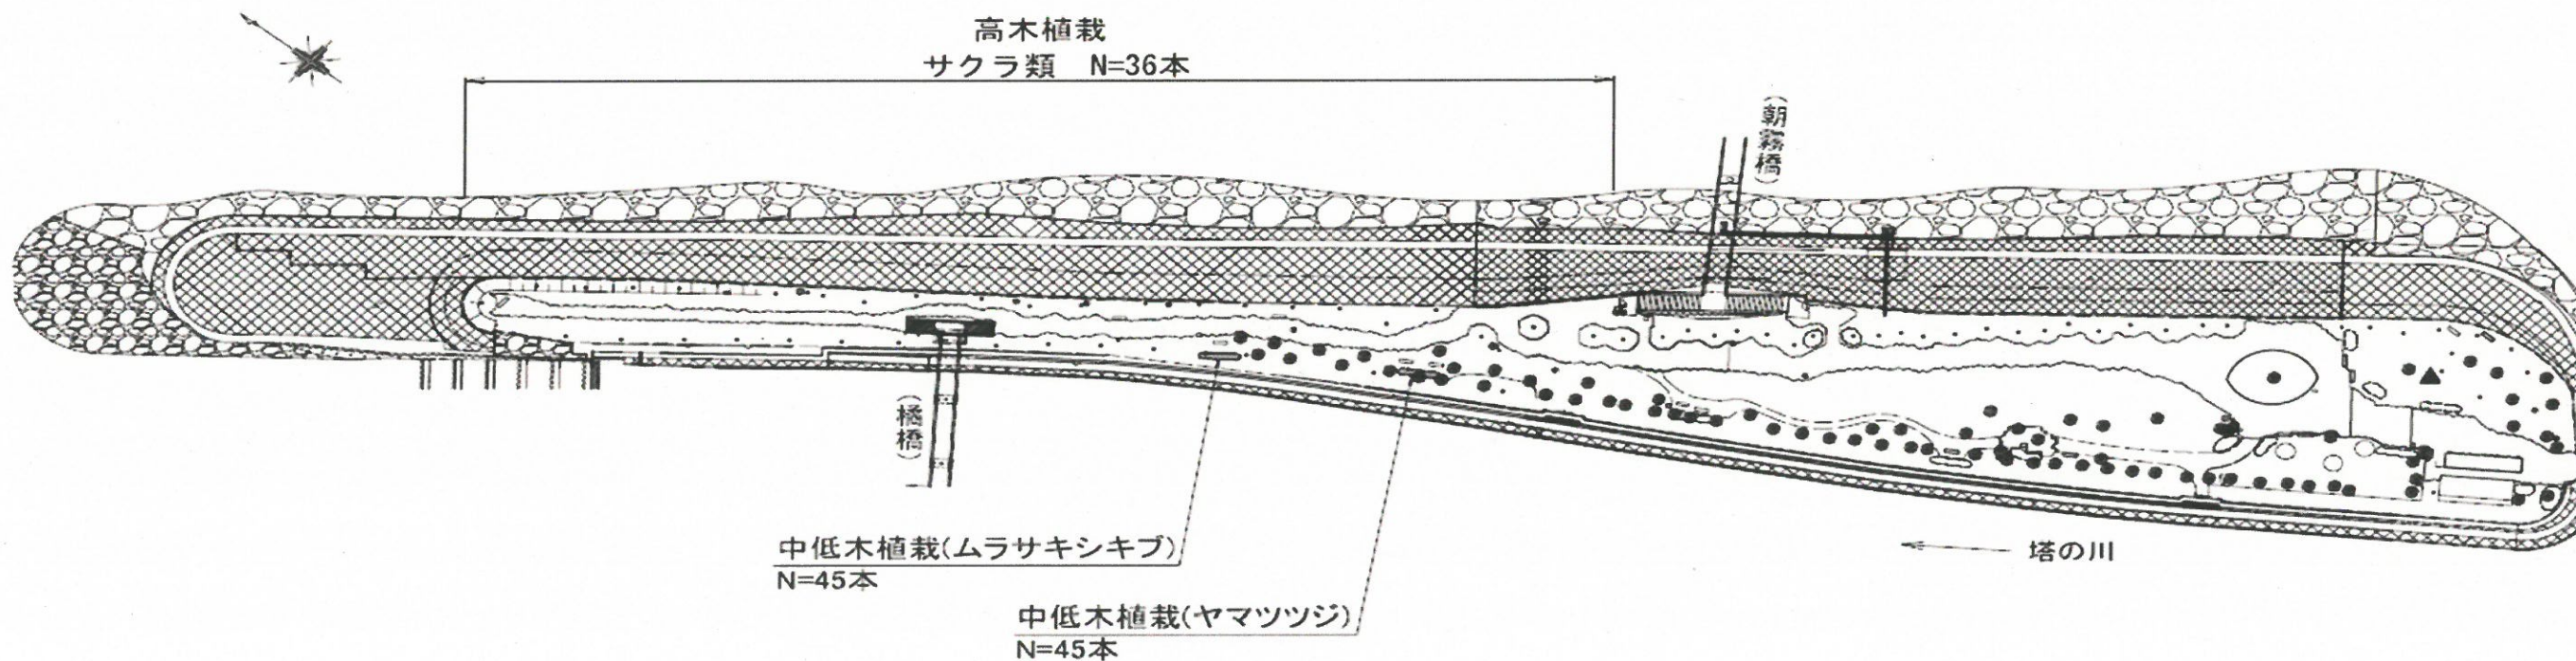 高木植栽
サクラ類 N=36本
(朝霧橋)
(橘橋)
中低木植栽(ムラサキシキブ)
N=45本
中低木植栽(ヤマツツジ)
N=45本
塔の川